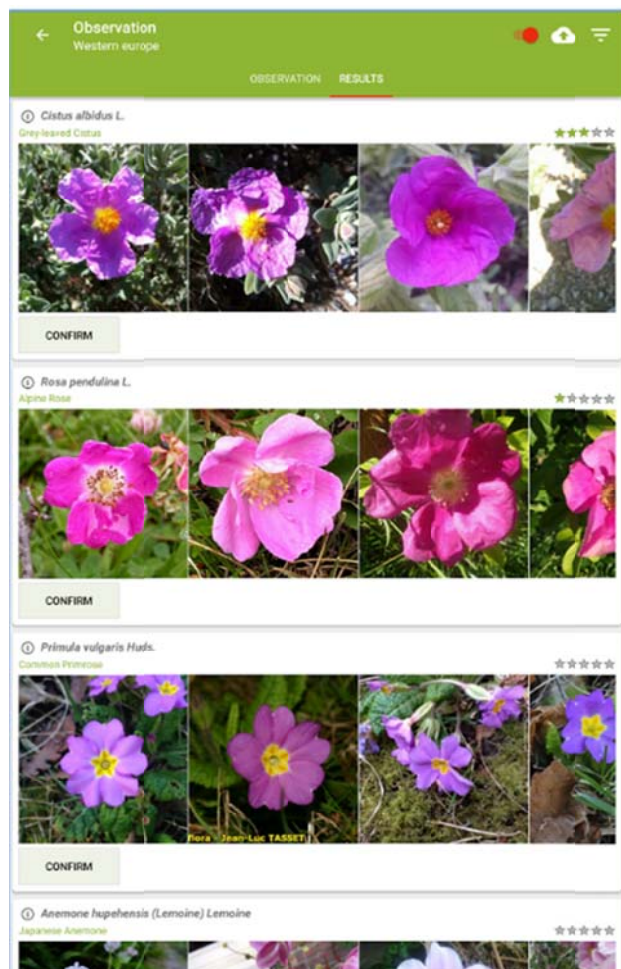 Observation
Western europe
OBSERVATION RESULTS
Cistus albidus L.
Grey-leaved Cistus
CONFIRM
Rosa pendulina L.
Alpine Rose
CONFIRM
Primula vulgaris Huds.
Common Primrose
flora - Jean-Luc TASSET
CONFIRM
Anemone hupehensis (Lemoine) Lemoine
Japanese Anemone